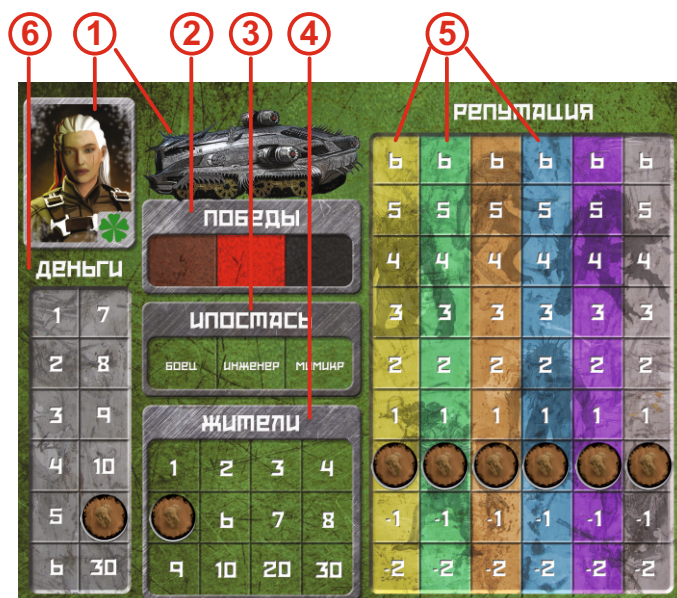 6 1 2 3 4 5
РЕПУТАЦИЯ
6 6 6 6 6 6
5 5 5 5 5 5
4 4 4 4 4 4
3 3 3 3 3 3
2 2 2 2 2 2
1 1 1 1 1 1
-1 -1 -1 -1 -1 -1
-2 -2 -2 -2 -2 -2
ПОБЕДЫ
ДЕНЬГИ
1 7
2 8
3 9
4 10
5
6 30
ИПОСТАСЬ
БОЕЦ ИНЖЕНЕР МИМИКР
ЖИТЕЛИ
1 2 3 4
6 7 8
9 10 20 30